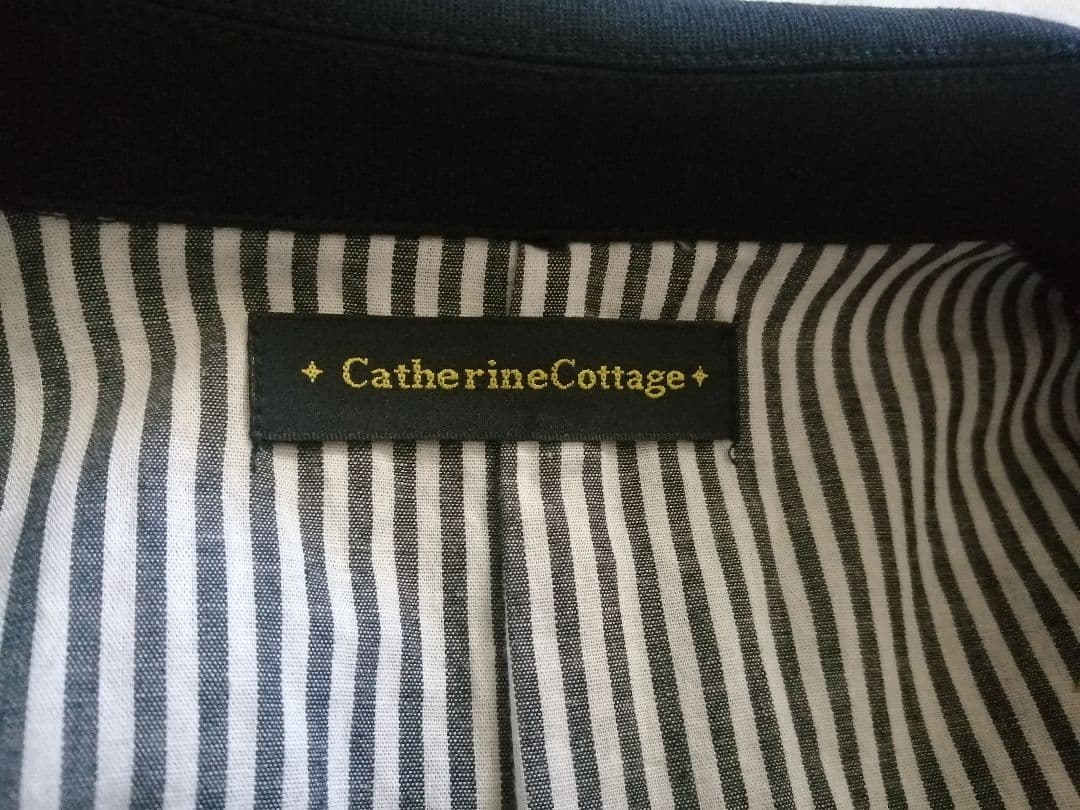 ✦ CatherineCottage ✦